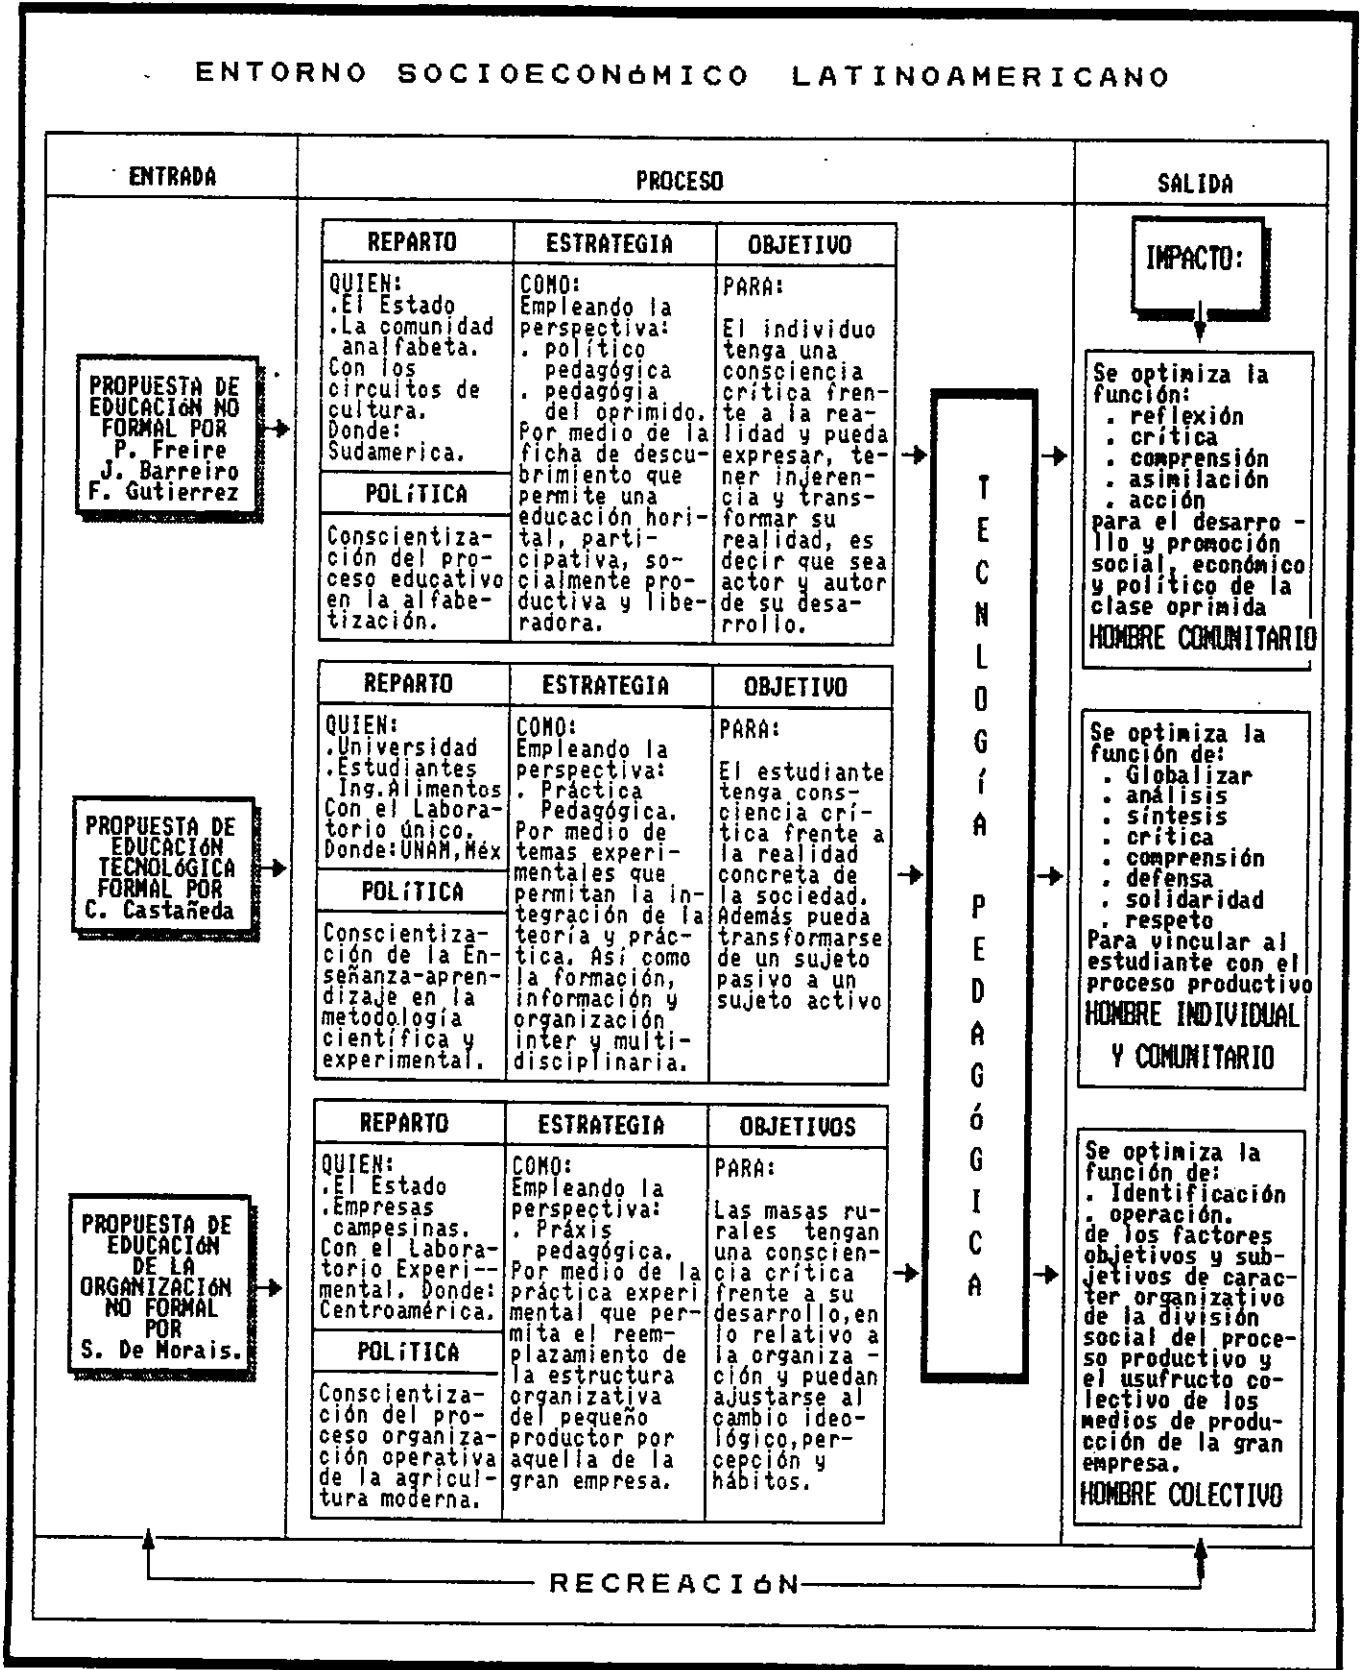 ENTORNO SOCIOECONóMICO LATINOAMERICANO
ENTRADA
PROCESO
SALIDA
PROPUESTA DE
EDUCACIóN NO
FORMAL POR
P. Freire
J. Barreiro
F. Gutierrez
REPARTO
QUIEN:
.El Estado
.La comunidad
analfabeta.
Con los
circuitos de
cultura.
Donde:
Sudamerica.
POLíTICA
Conscientiza-
ción del pro-
ceso educativo
en la alfabe-
tización.
ESTRATEGIA
COMO:
Empleando la
perspectiva:
. político
pedagógica
. pedagógia
del oprimido.
Por medio de la
ficha de descu-
brimiento que
permite una
educación hori-
tal, parti-
cipativa, so-
cialmente pro-
ductiva y libe-
radora.
OBJETIVO
PARA:
El individuo
tenga una
consciencia
crítica fren-
te a la rea-
lidad y pueda
expresar, te-
ner injeren-
cia y trans-
formar su
realidad, es
decir que sea
actor y autor
de su desa-
rrollo.
IMPACTO:
Se optimiza la
función:
. reflexión
. crítica
. comprensión
. asimilación
. acción
para el desarro -
llo y promoción
social, económico
y político de la
clase oprimida
HOMBRE COMUNITARIO
PROPUESTA DE
EDUCACIóN
TECNOLóGICA
FORMAL POR
C. Castañeda
REPARTO
QUIEN:
.Universidad
.Estudiantes
Ing.Alimentos
Con el Labora-
torio único.
Donde:UNAM,Méx
POLíTICA
Conscientiza-
ción de la En-
señanza-apren-
dizaje en la
metodología
científica y
experimental.
ESTRATEGIA
COMO:
Empleando la
perspectiva:
. Práctica
Pedagógica.
Por medio de
temas experi-
mentales que
permitan la in-
tegración de la
teoría y prác-
tica. Así como
la formación,
información y
organización
inter y multi-
disciplinaria.
OBJETIVO
PARA:
El estudiante
tenga cons-
ciencia crí-
tica frente a
la realidad
concreta de
la sociedad.
Además pueda
transformarse
de un sujeto
pasivo a un
sujeto activo
Se optimiza la
función de:
. Globalizar
. análisis
. síntesis
. crítica
. comprensión
. defensa
. solidaridad
. respeto
Para vincular al
estudiante con el
proceso productivo
HOMBRE INDIVIDUAL
Y COMUNITARIO
PROPUESTA DE
EDUCACIóN
DE LA
ORGANIZACIóN
NO FORMAL
POR
S. De Morais.
REPARTO
QUIEN:
.El Estado
.Empresas
campesinas.
Con el Labora-
torio Experi--
mental. Donde:
Centroamérica.
POLíTICA
Conscientiza-
ción del pro-
ceso organiza-
ción operativa
de la agricul-
tura moderna.
ESTRATEGIA
COMO:
Empleando la
perspectiva:
. Práxis
pedagógica.
Por medio de la
práctica experi
mental que per-
mita el reem-
plazamiento de
la estructura
organizativa
del pequeño
productor por
aquella de la
gran empresa.
OBJETIVOS
PARA:
Las masas ru-
rales tengan
una conscien-
cia crítica
frente a su
desarrollo,en
lo relativo a
la organiza -
ción y puedan
ajustarse al
cambio ideo-
lógico,per-
cepción y
hábitos.
TECNLOGíA PEDAGóGICA
Se optimiza la
función de:
. Identificación
. operación.
de los factores
objetivos y sub-
jetivos de carac-
ter organizativo
de la división
social del proce-
so productivo y
el usufructo co-
lectivo de los
medios de produ-
cción de la gran
empresa.
HOMBRE COLECTIVO
RECREACIóN